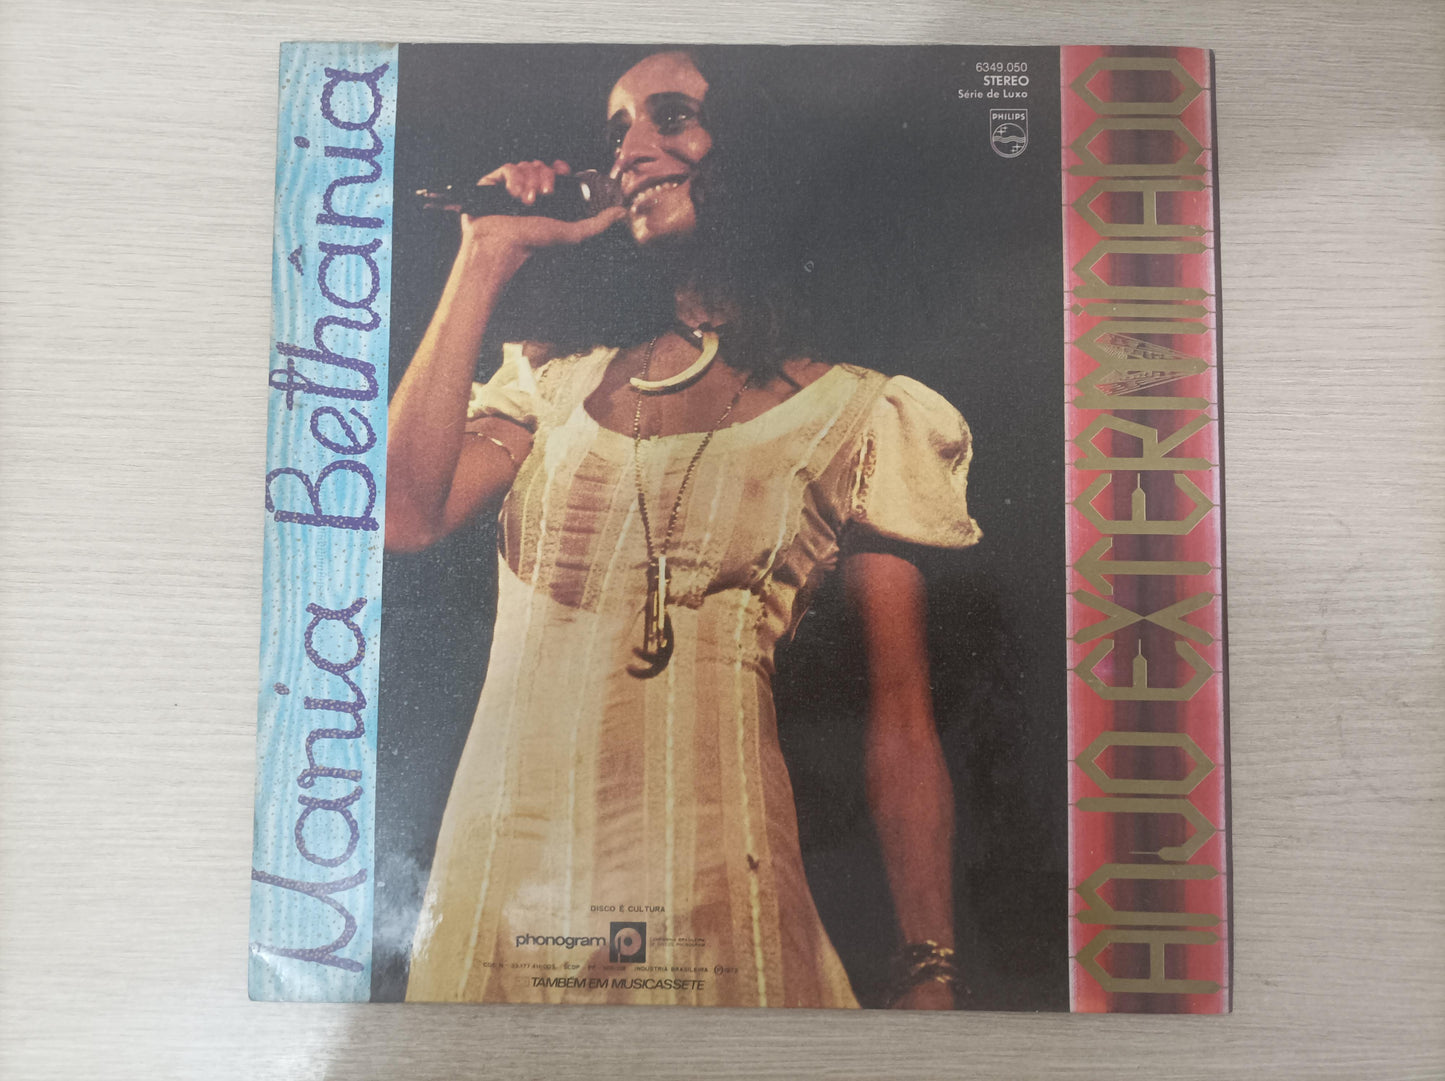 Maria Bethânia
6349.050
STEREO
Série de Luxo
PHILIPS
ANJO EXTERMINADO
DISCO É CULTURA
phonogram
INDÚSTRIA BRASILEIRA
TAMBÉM EM MUSICASSETE